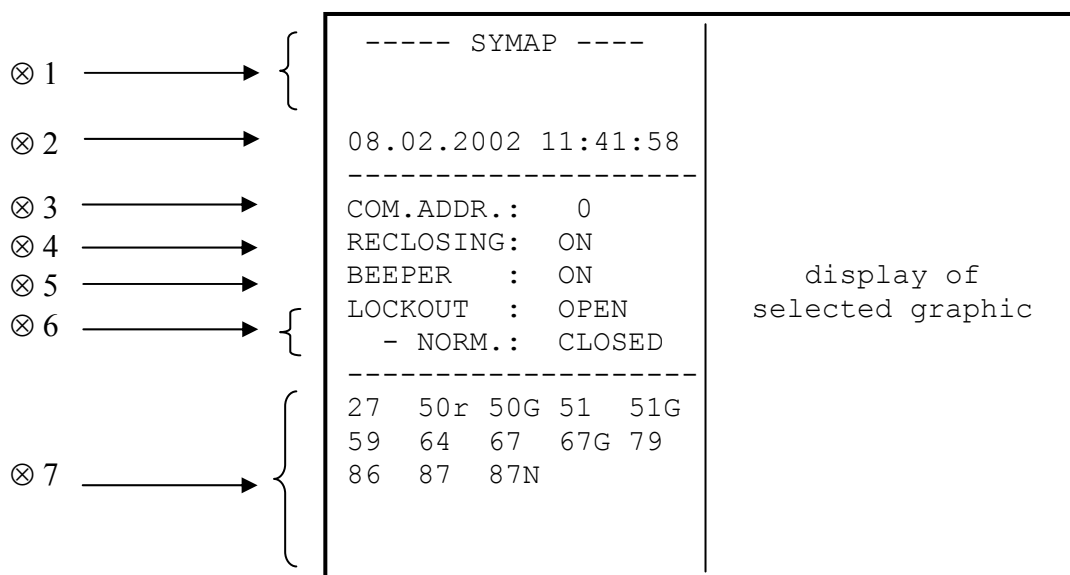 ⊗ 1
----- SYMAP ----
⊗ 2
08.02.2002 11:41:58
--------------------
⊗ 3
COM.ADDR.: 0
⊗ 4
RECLOSING: ON
⊗ 5
BEEPER : ON
⊗ 6
LOCKOUT : OPEN
- NORM.: CLOSED
--------------------
⊗ 7
27 50r 50G 51 51G
59 64 67 67G 79
86 87 87N
display of
selected graphic